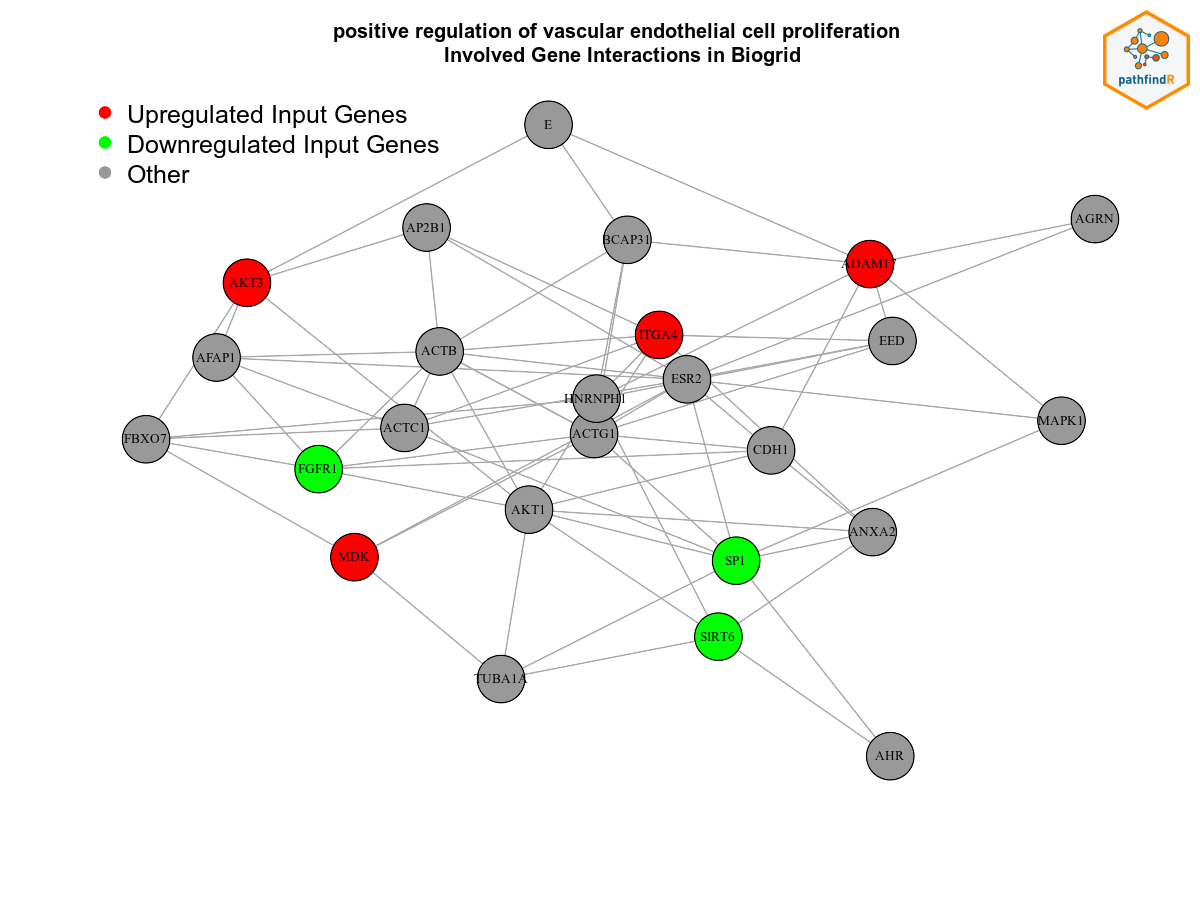 positive regulation of vascular endothelial cell proliferation
Involved Gene Interactions in Biogrid
pathfindR
Upregulated Input Genes
Downregulated Input Genes
Other
E
AGRN
AP2B1
BCAP31
ADAM17
AKT3
ITGA4
EED
ACTB
AFAP1
ESR2
HNRNPH1
MAPK1
ACTC1
ACTG1
FBXO7
CDH1
FGFR1
AKT1
ANXA2
MDK
SP1
SIRT6
TUBA1A
AHR